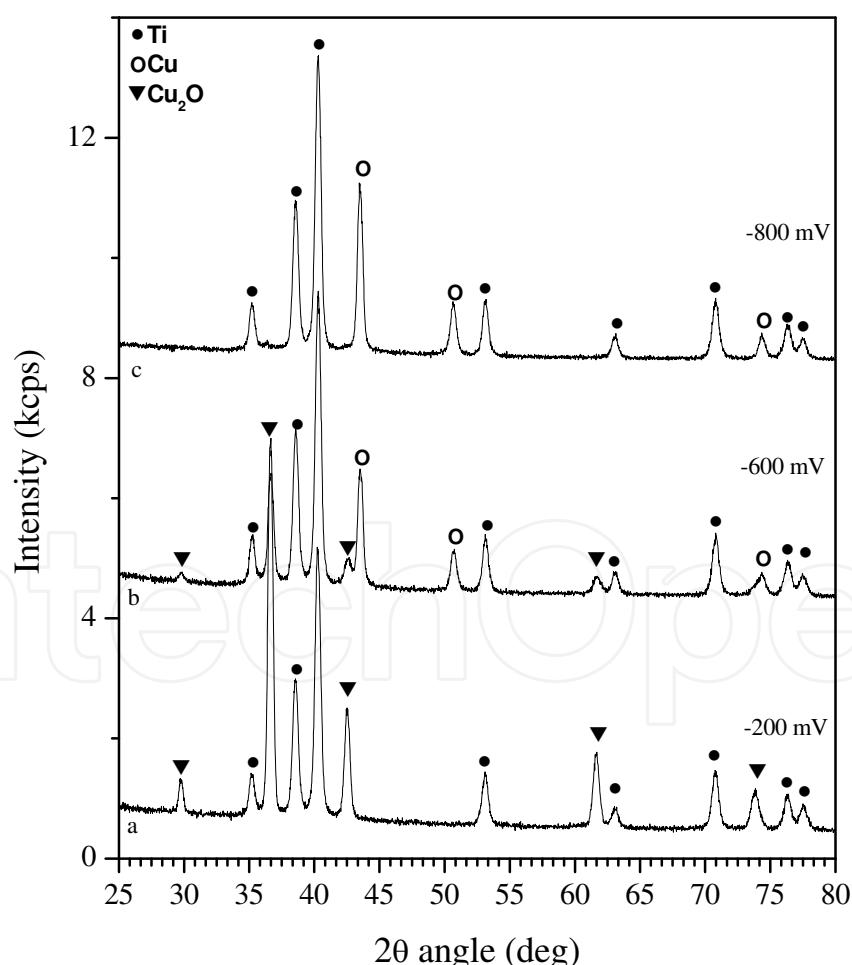 Ti
Cu
Cu₂O
12
8
4
0
Intensity (kcps)
-800 mV
c
-600 mV
b
-200 mV
a
25 30 35 40 45 50 55 60 65 70 75 80
2θ angle (deg)
ntechOpe